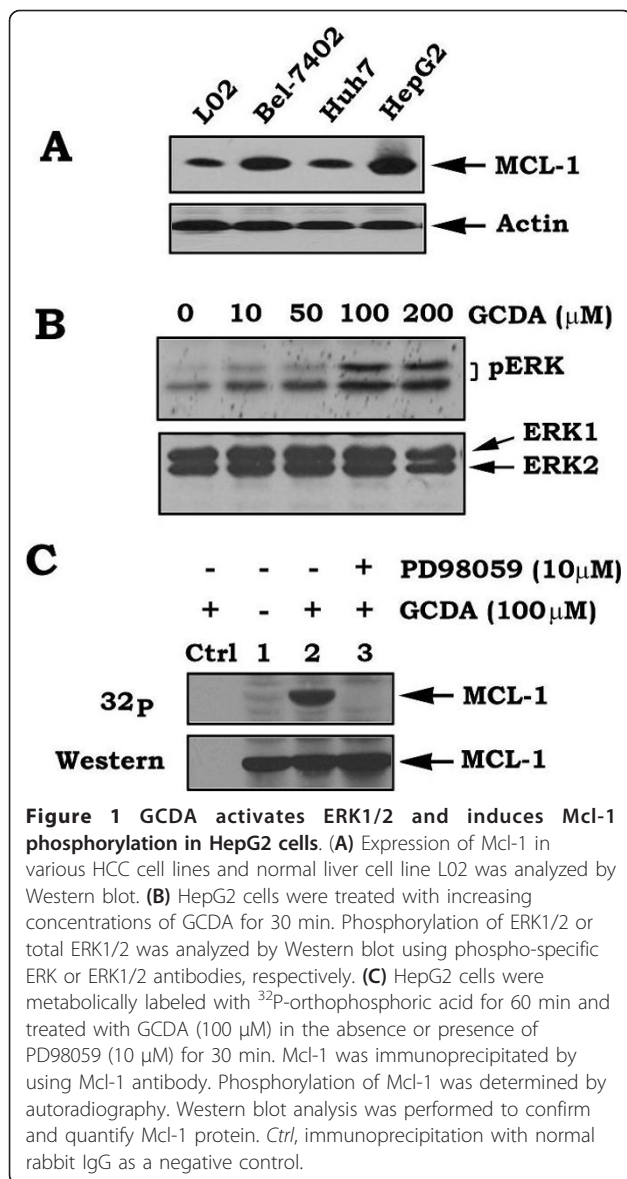 L02 Bel-7402 Huh7 HepG2
A
MCL-1
Actin
B
0 10 50 100 200 GCDA (μM)
pERK
ERK1
ERK2
C
- - - + PD98059 (10μM)
+ - + + GCDA (100μM)
Ctrl 1 2 3
32P MCL-1
Western MCL-1
Figure 1 GCDA activates ERK1/2 and induces Mcl-1
phosphorylation in HepG2 cells. (A) Expression of Mcl-1 in
various HCC cell lines and normal liver cell line L02 was analyzed by
Western blot. (B) HepG2 cells were treated with increasing
concentrations of GCDA for 30 min. Phosphorylation of ERK1/2 or
total ERK1/2 was analyzed by Western blot using phospho-specific
ERK or ERK1/2 antibodies, respectively. (C) HepG2 cells were
metabolically labeled with ³²P-orthophosphoric acid for 60 min and
treated with GCDA (100 μM) in the absence or presence of
PD98059 (10 μM) for 30 min. Mcl-1 was immunoprecipitated by
using Mcl-1 antibody. Phosphorylation of Mcl-1 was determined by
autoradiography. Western blot analysis was performed to confirm
and quantify Mcl-1 protein. Ctrl, immunoprecipitation with normal
rabbit IgG as a negative control.